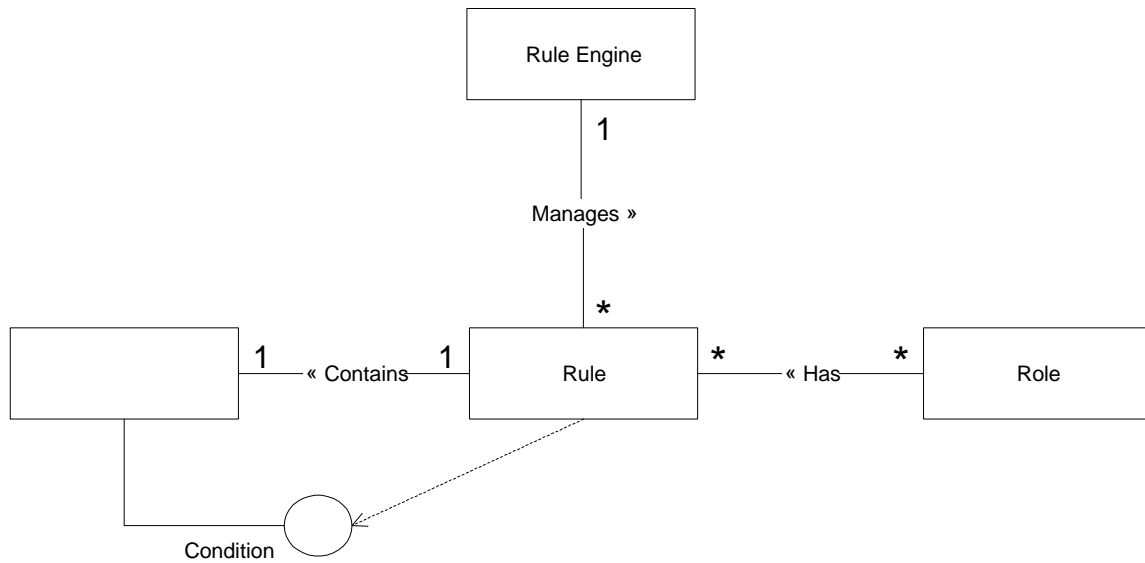 Rule Engine
1
Manages »
*
1 « Contains 1 Rule * « Has * Role
Condition